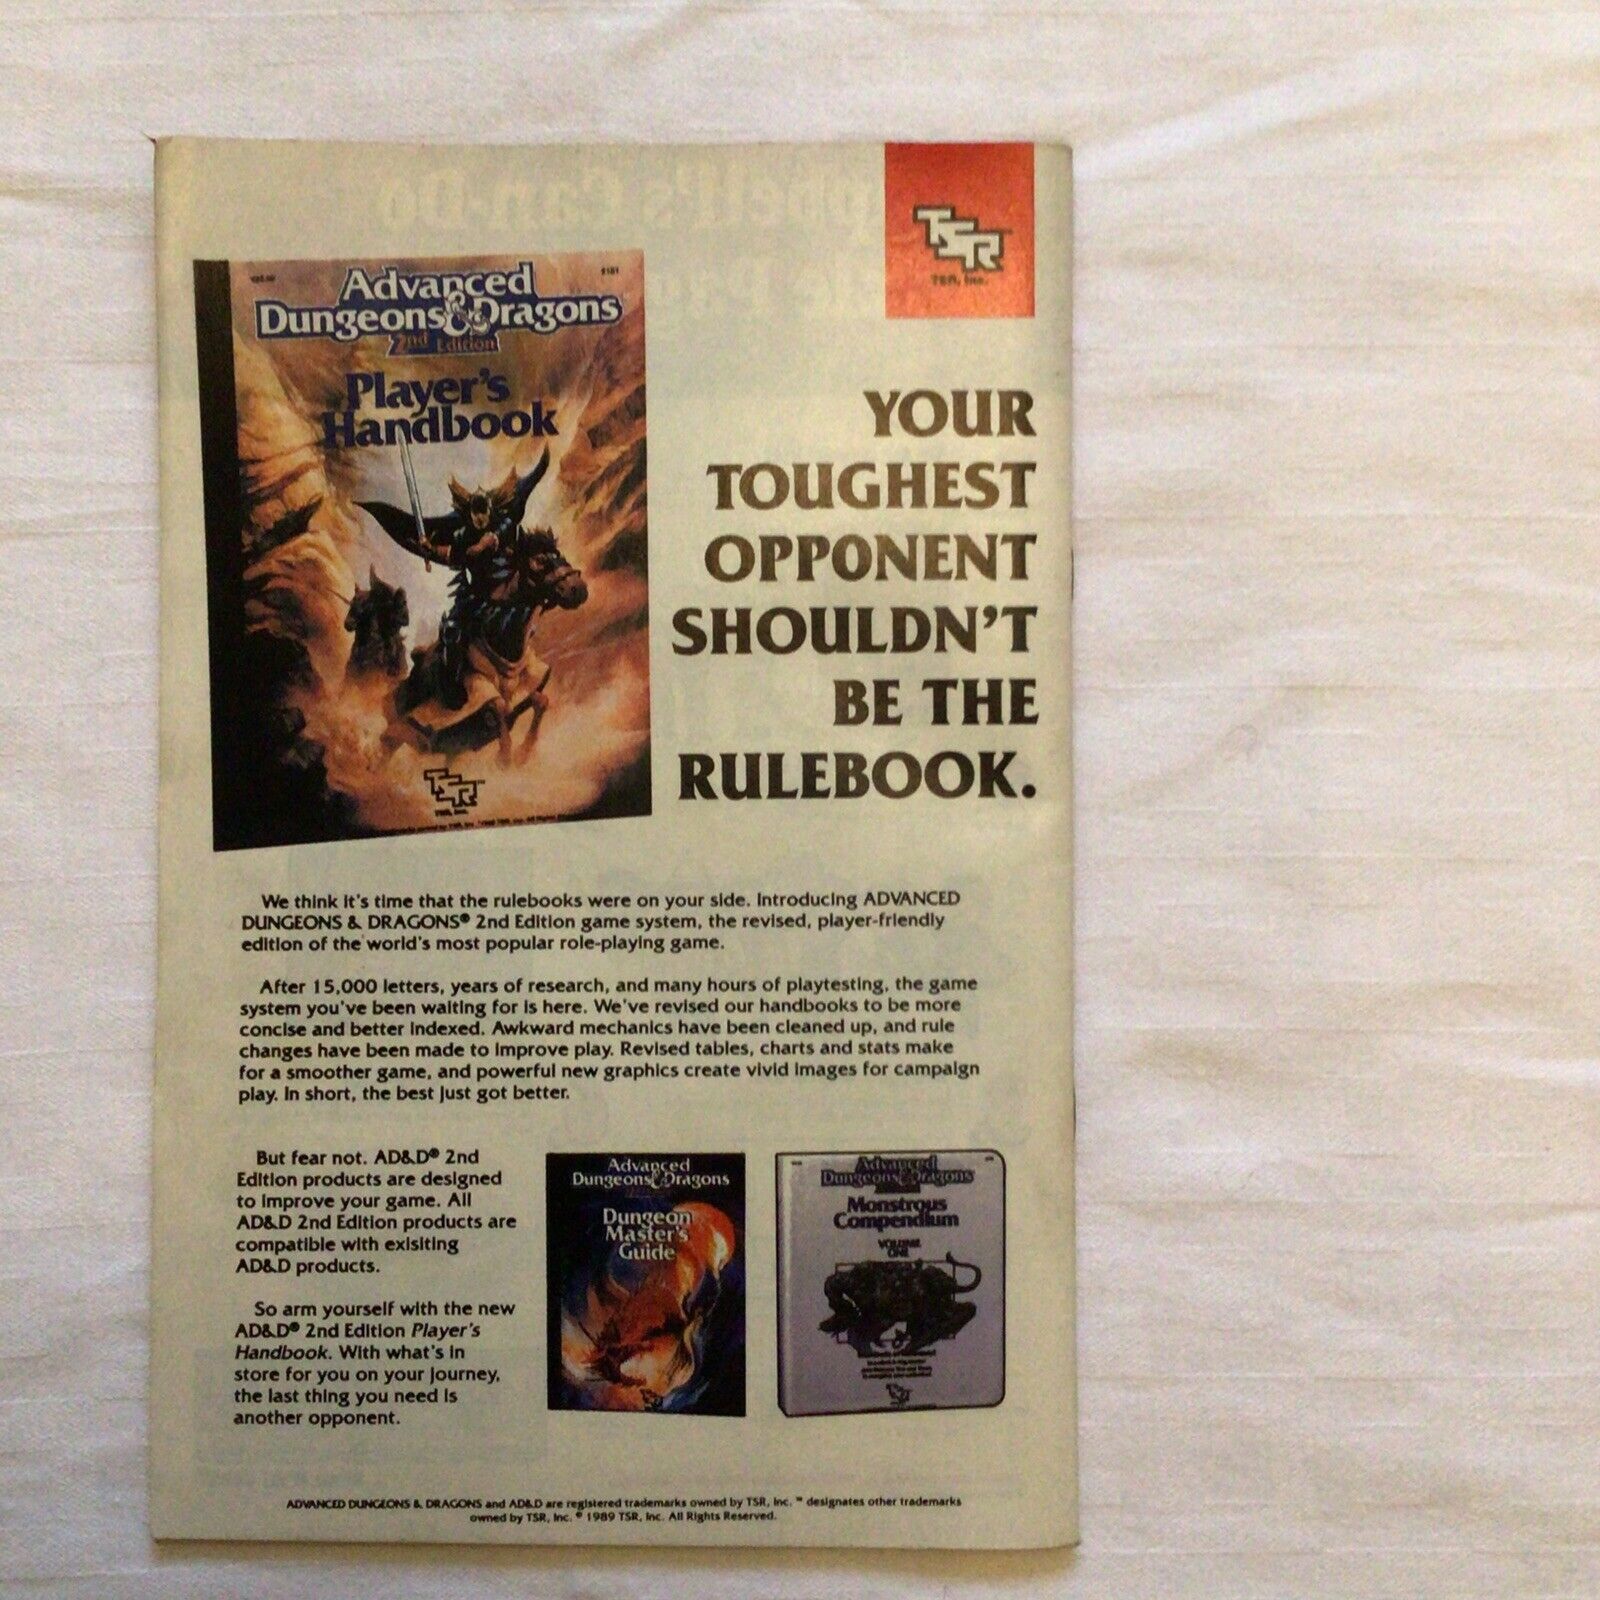 TSR
TSR, Inc.
Advanced
Dungeons & Dragons
2nd Edition
Player's
Handbook
TSR
YOUR
TOUGHEST
OPPONENT
SHOULDN'T
BE THE
RULEBOOK.
We think it's time that the rulebooks were on your side. Introducing ADVANCED
DUNGEONS & DRAGONS® 2nd Edition game system, the revised, player-friendly
edition of the world's most popular role-playing game.
After 15,000 letters, years of research, and many hours of playtesting, the game
system you've been waiting for is here. We've revised our handbooks to be more
concise and better indexed. Awkward mechanics have been cleaned up, and rule
changes have been made to improve play. Revised tables, charts and stats make
for a smoother game, and powerful new graphics create vivid images for campaign
play. In short, the best just got better.
But fear not. AD&D® 2nd
Edition products are designed
to improve your game. All
AD&D 2nd Edition products are
compatible with exisiting
AD&D products.
So arm yourself with the new
AD&D® 2nd Edition Player's
Handbook. With what's in
store for you on your journey,
the last thing you need is
another opponent.
Advanced
Dungeons & Dragons
Dungeon
Master's
Guide
Advanced
Dungeons & Dragons
Monstrous
Compendium
VOLUME
ONE
TSR
ADVANCED DUNGEONS & DRAGONS and AD&D are registered trademarks owned by TSR, Inc. ™ designates other trademarks
owned by TSR, Inc. © 1989 TSR, Inc. All Rights Reserved.